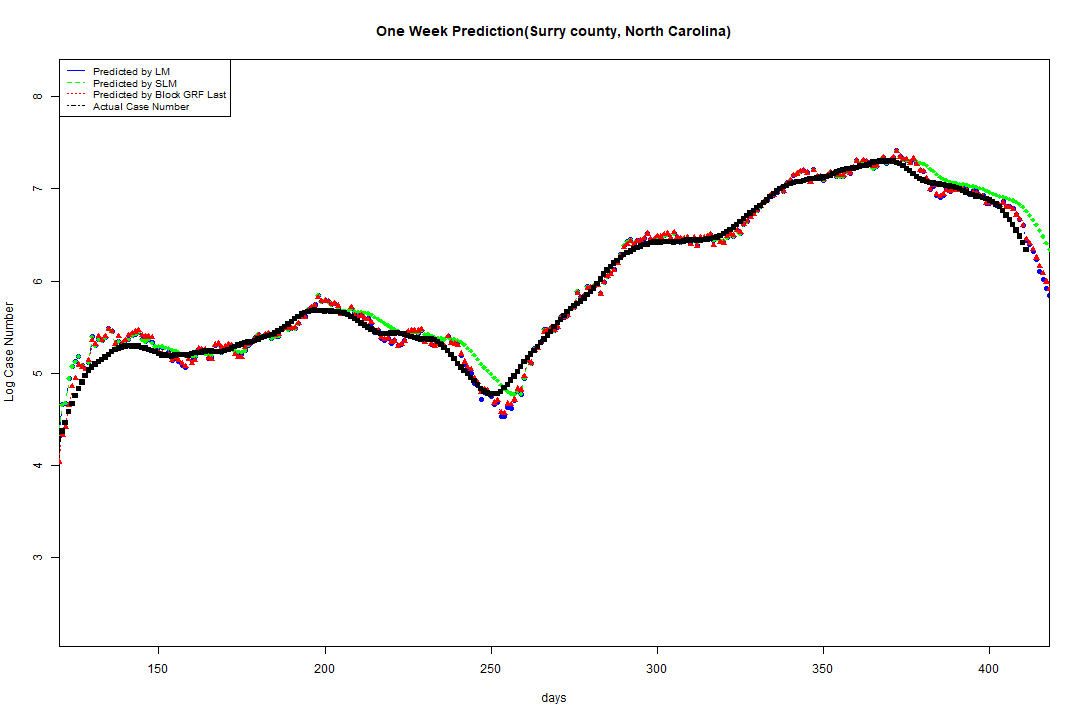 One Week Prediction(Surry county, North Carolina)
Predicted by LM
Predicted by SLM
Predicted by Block GRF Last
Actual Case Number
8
7
6
5
4
3
Log Case Number
150 200 250 300 350 400
days